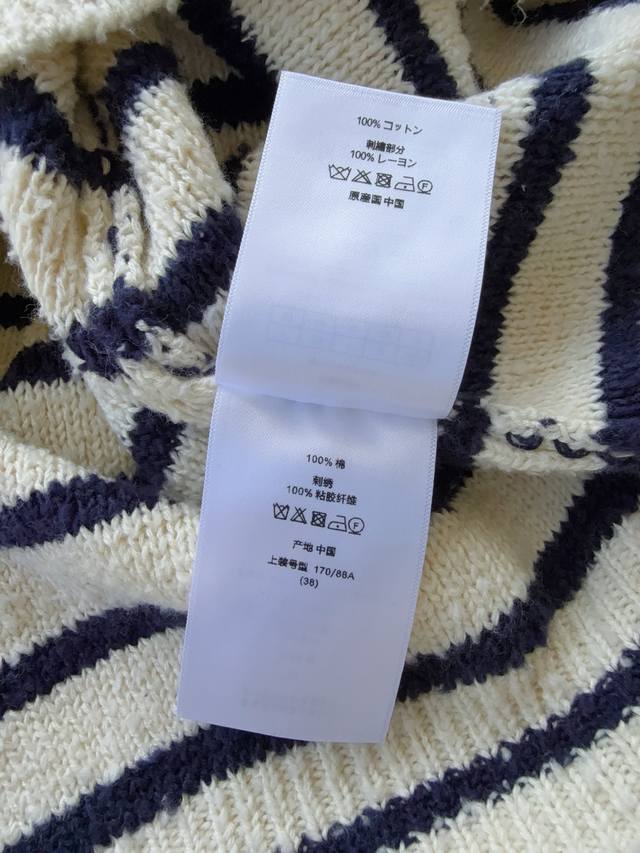 100% コットン
刺繍部分
100% レーヨン
F
原産国 中国
100% 棉
刺绣
100% 粘胶纤维
F
产地 中国
上装号型 170/88A
(38)